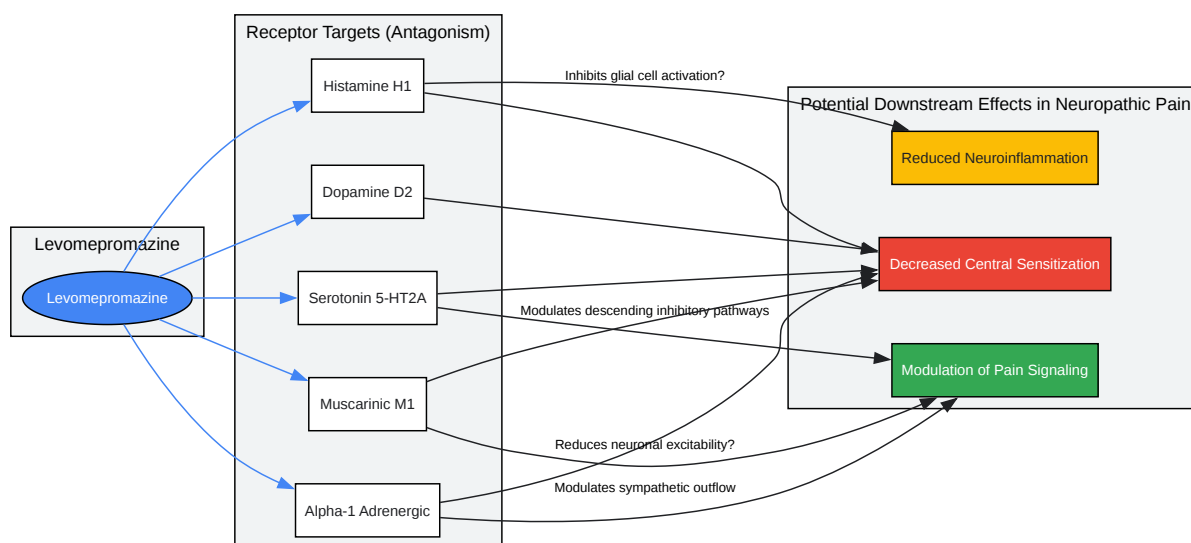 Levomepromazine
Levomepromazine
Receptor Targets (Antagonism)
Histamine H1
Dopamine D2
Serotonin 5-HT2A
Muscarinic M1
Alpha-1 Adrenergic
Inhibits glial cell activation?
Modulates descending inhibitory pathways
Reduces neuronal excitability?
Modulates sympathetic outflow
Potential Downstream Effects in Neuropathic Pain
Reduced Neuroinflammation
Decreased Central Sensitization
Modulation of Pain Signaling